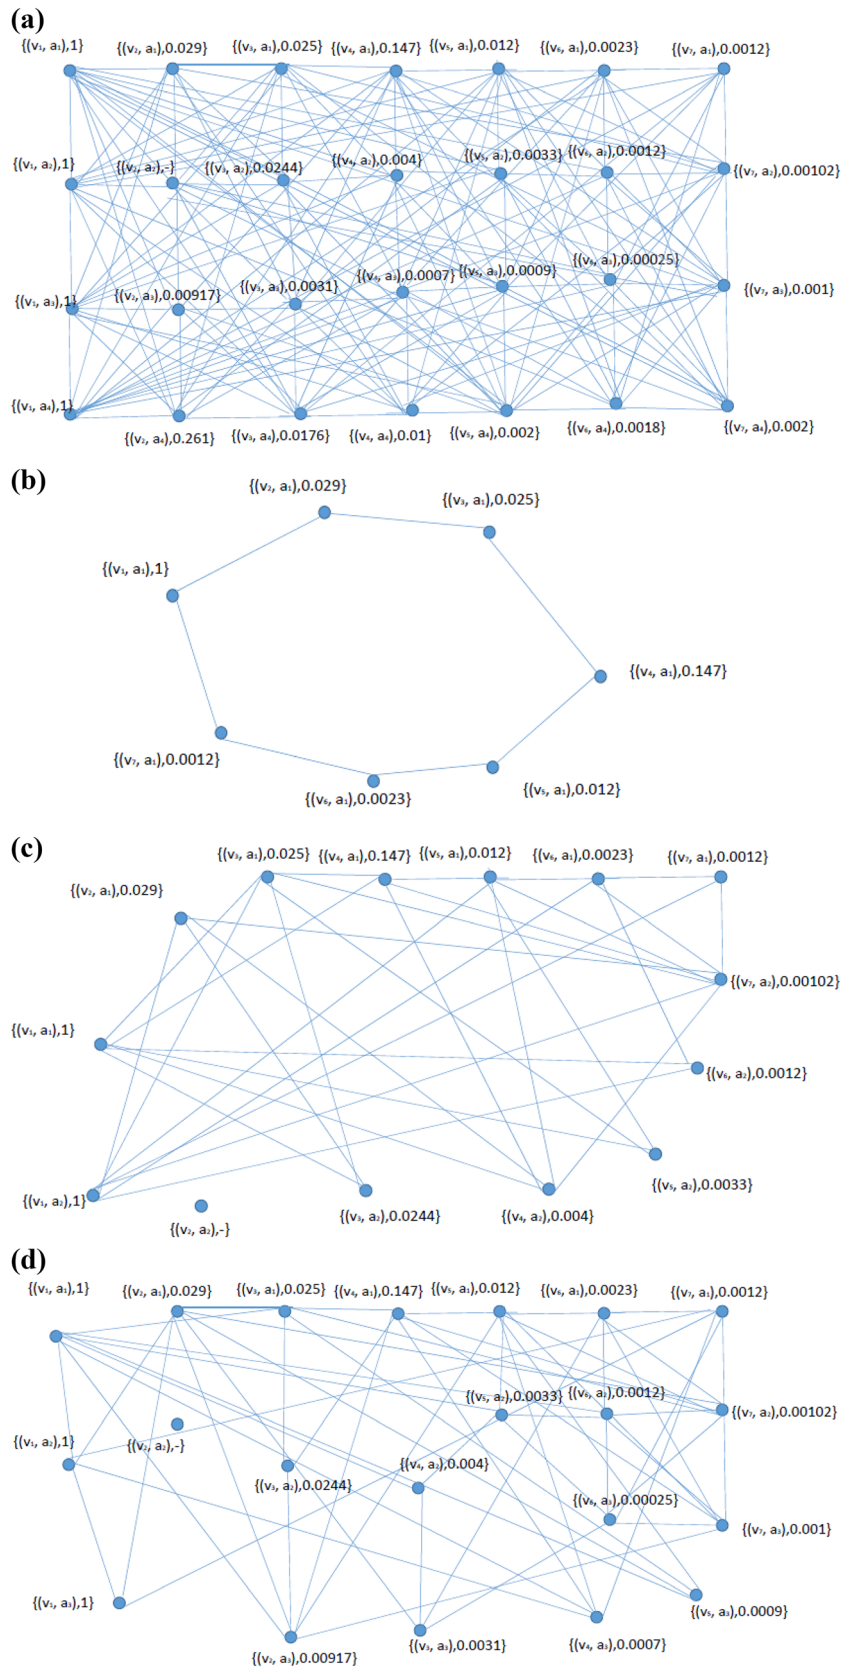 (a)
{(v₁, a₁),1} {(v₂, a₁),0.029} {(v₃, a₁),0.025} {(v₄, a₁),0.147} {(v₅, a₁),0.012} {(v₆, a₁),0.0023} {(v₇, a₁),0.0012}
{(v₁, a₂),1} {(v₂, a₂),-} {(v₃, a₂),0.0244} {(v₄, a₂),0.004} {(v₅, a₂),0.0033} {(v₆, a₂),0.0012} {(v₇, a₂),0.00102}
{(v₁, a₃),1} {(v₂, a₃),0.00917} {(v₃, a₃),0.0031} {(v₄, a₃),0.0007} {(v₅, a₃),0.0009} {(v₆, a₃),0.00025} {(v₇, a₃),0.001}
{(v₁, a₄),1} {(v₂, a₄),0.261} {(v₃, a₄),0.0176} {(v₄, a₄),0.01} {(v₅, a₄),0.002} {(v₆, a₄),0.0018} {(v₇, a₄),0.002}
(b)
{(v₂, a₁),0.029}
{(v₃, a₁),0.025}
{(v₁, a₁),1}
{(v₄, a₁),0.147}
{(v₇, a₁),0.0012}
{(v₆, a₁),0.0023}
{(v₅, a₁),0.012}
(c)
{(v₃, a₁),0.025} {(v₄, a₁),0.147} {(v₅, a₁),0.012} {(v₆, a₁),0.0023} {(v₇, a₁),0.0012}
{(v₂, a₁),0.029}
{(v₇, a₂),0.00102}
{(v₁, a₁),1}
{(v₆, a₂),0.0012}
{(v₅, a₂),0.0033}
{(v₁, a₂),1}
{(v₂, a₂),-}
{(v₃, a₂),0.0244}
{(v₄, a₂),0.004}
(d)
{(v₁, a₁),1} {(v₂, a₁),0.029} {(v₃, a₁),0.025} {(v₄, a₁),0.147} {(v₅, a₁),0.012} {(v₆, a₁),0.0023} {(v₇, a₁),0.0012}
{(v₅, a₂),0.0033} {(v₆, a₂),0.0012} {(v₇, a₂),0.00102}
{(v₁, a₂),1} {(v₂, a₂),-}
{(v₃, a₂),0.0244} {(v₄, a₂),0.004}
{(v₆, a₃),0.00025}
{(v₇, a₃),0.001}
{(v₁, a₃),1}
{(v₅, a₃),0.0009}
{(v₂, a₃),0.00917} {(v₃, a₃),0.0031} {(v₄, a₃),0.0007}